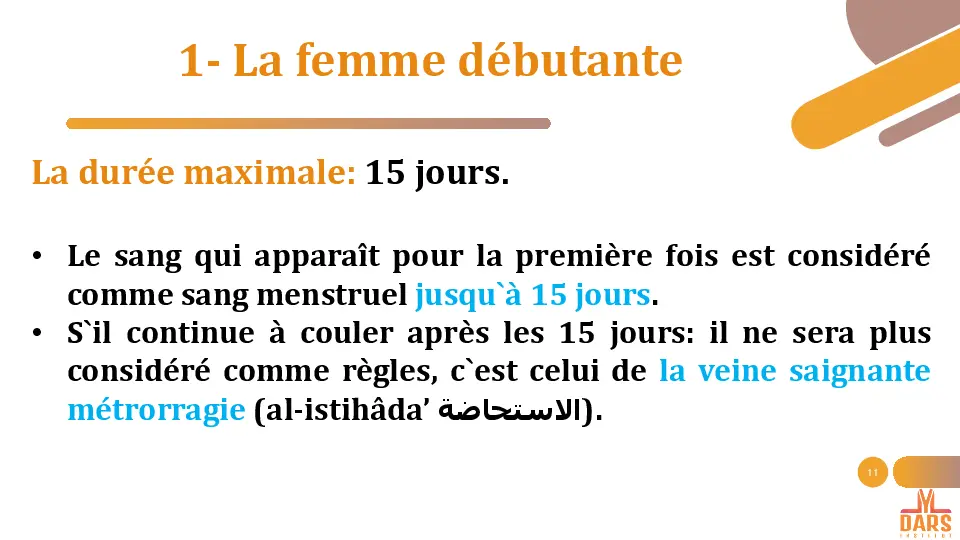 1- La femme débutante
La durée maximale: 15 jours.
• Le sang qui apparaît pour la première fois est considéré
comme sang menstruel jusqu`à 15 jours.
• S`il continue à couler après les 15 jours: il ne sera plus
considéré comme règles, c`est celui de la veine saignante
métrorragie (al-istihâda’ الاستحاضة).
11
DARS
INSTITUT